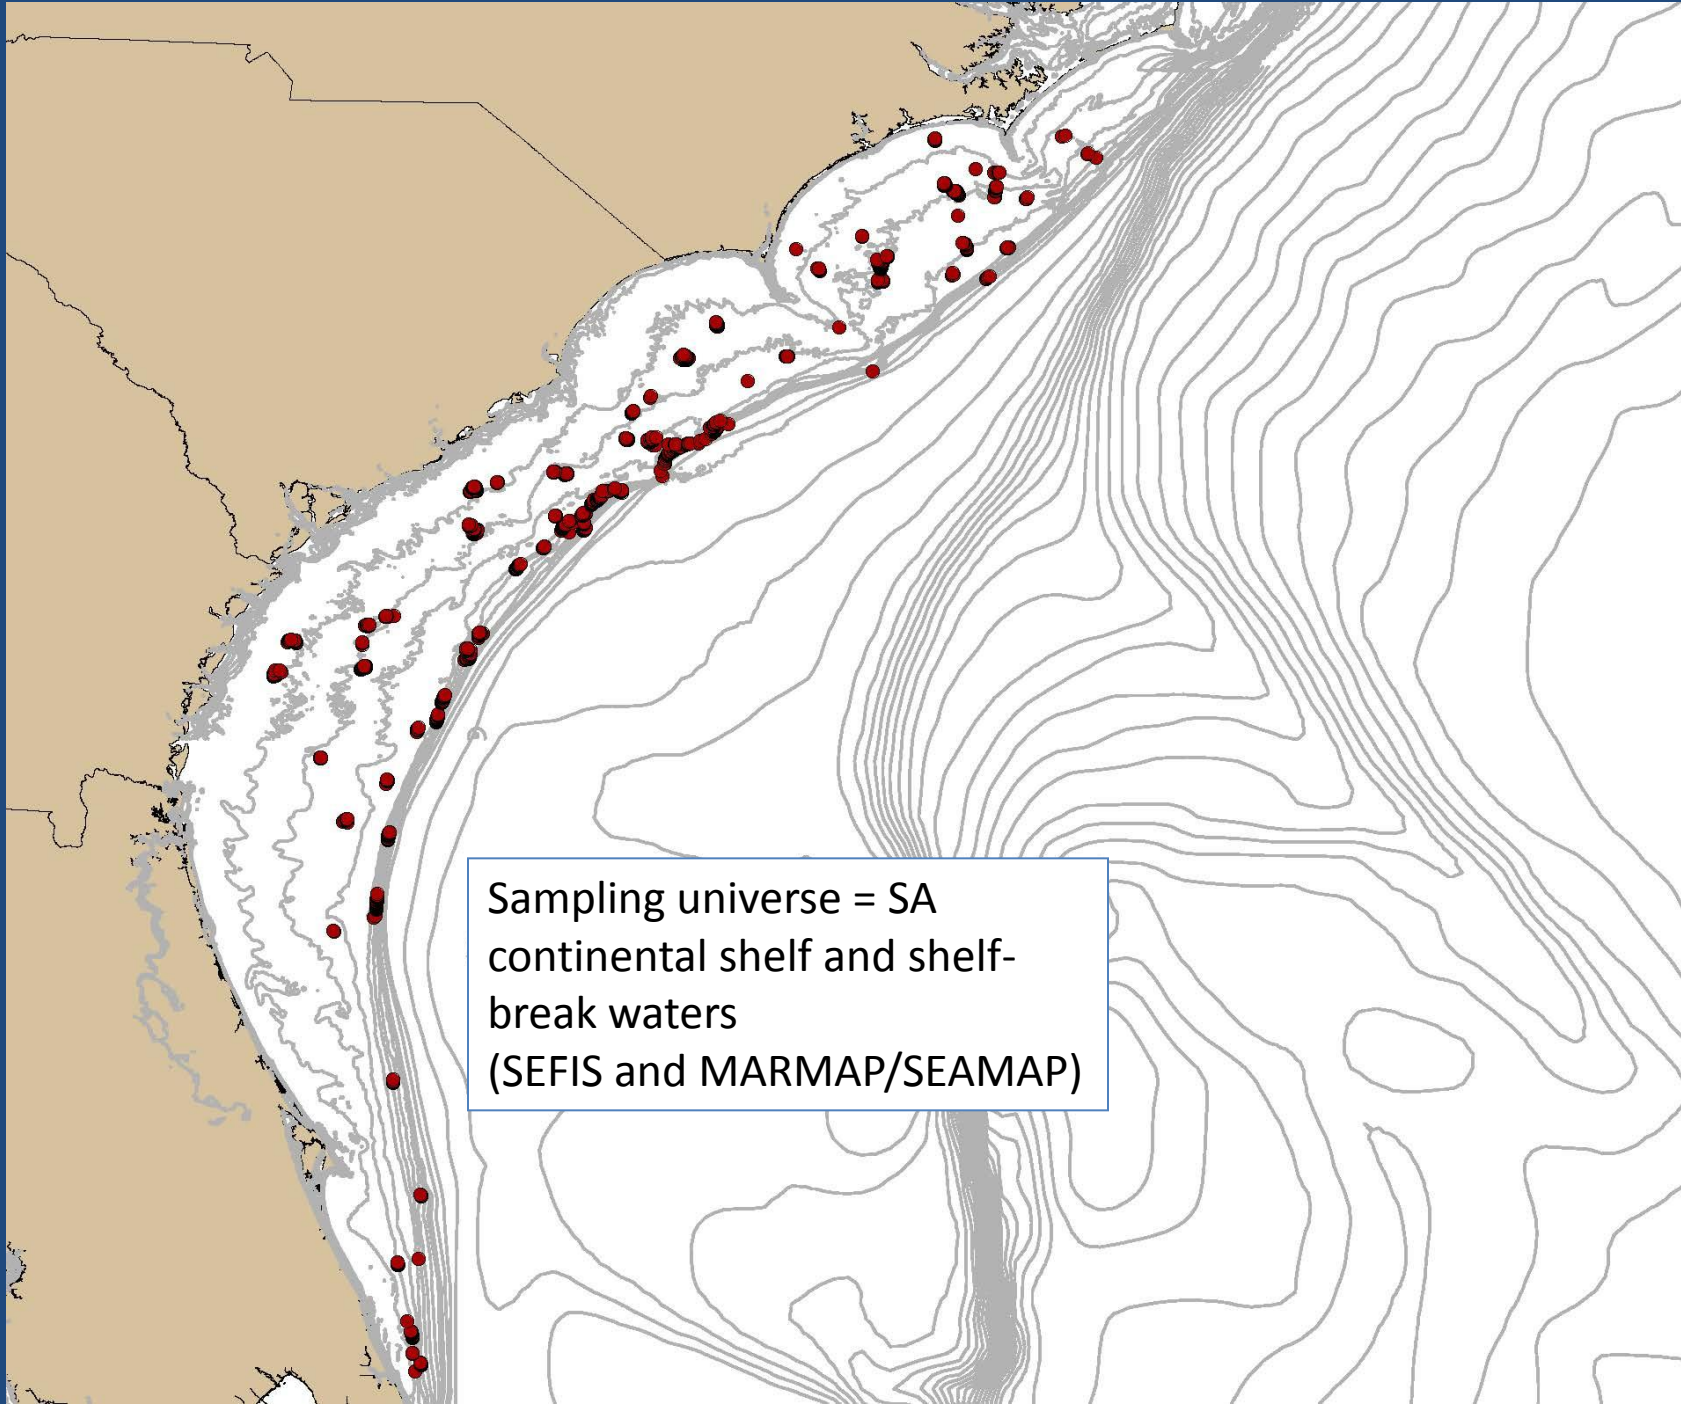 Sampling universe = SA
continental shelf and shelf-
break waters
(SEFIS and MARMAP/SEAMAP)